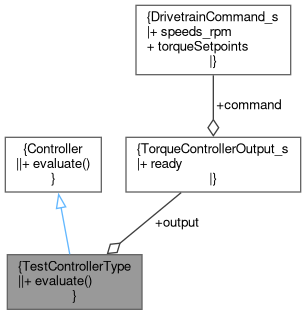 {DrivetrainCommand_s
|+ speeds_rpm
+ torqueSetpoints
|}
+command
{Controller
||+ evaluate()
}
{TorqueControllerOutput_s
|+ ready
|}
+output
{TestControllerType
||+ evaluate()
}